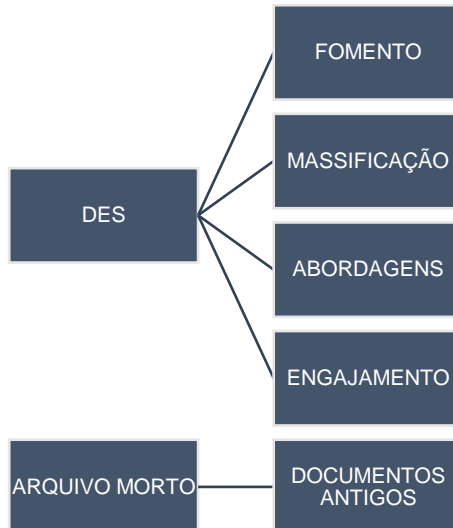 FOMENTO
MASSIFICAÇÃO
DES
ABORDAGENS
ENGAJAMENTO
ARQUIVO MORTO
DOCUMENTOS
ANTIGOS